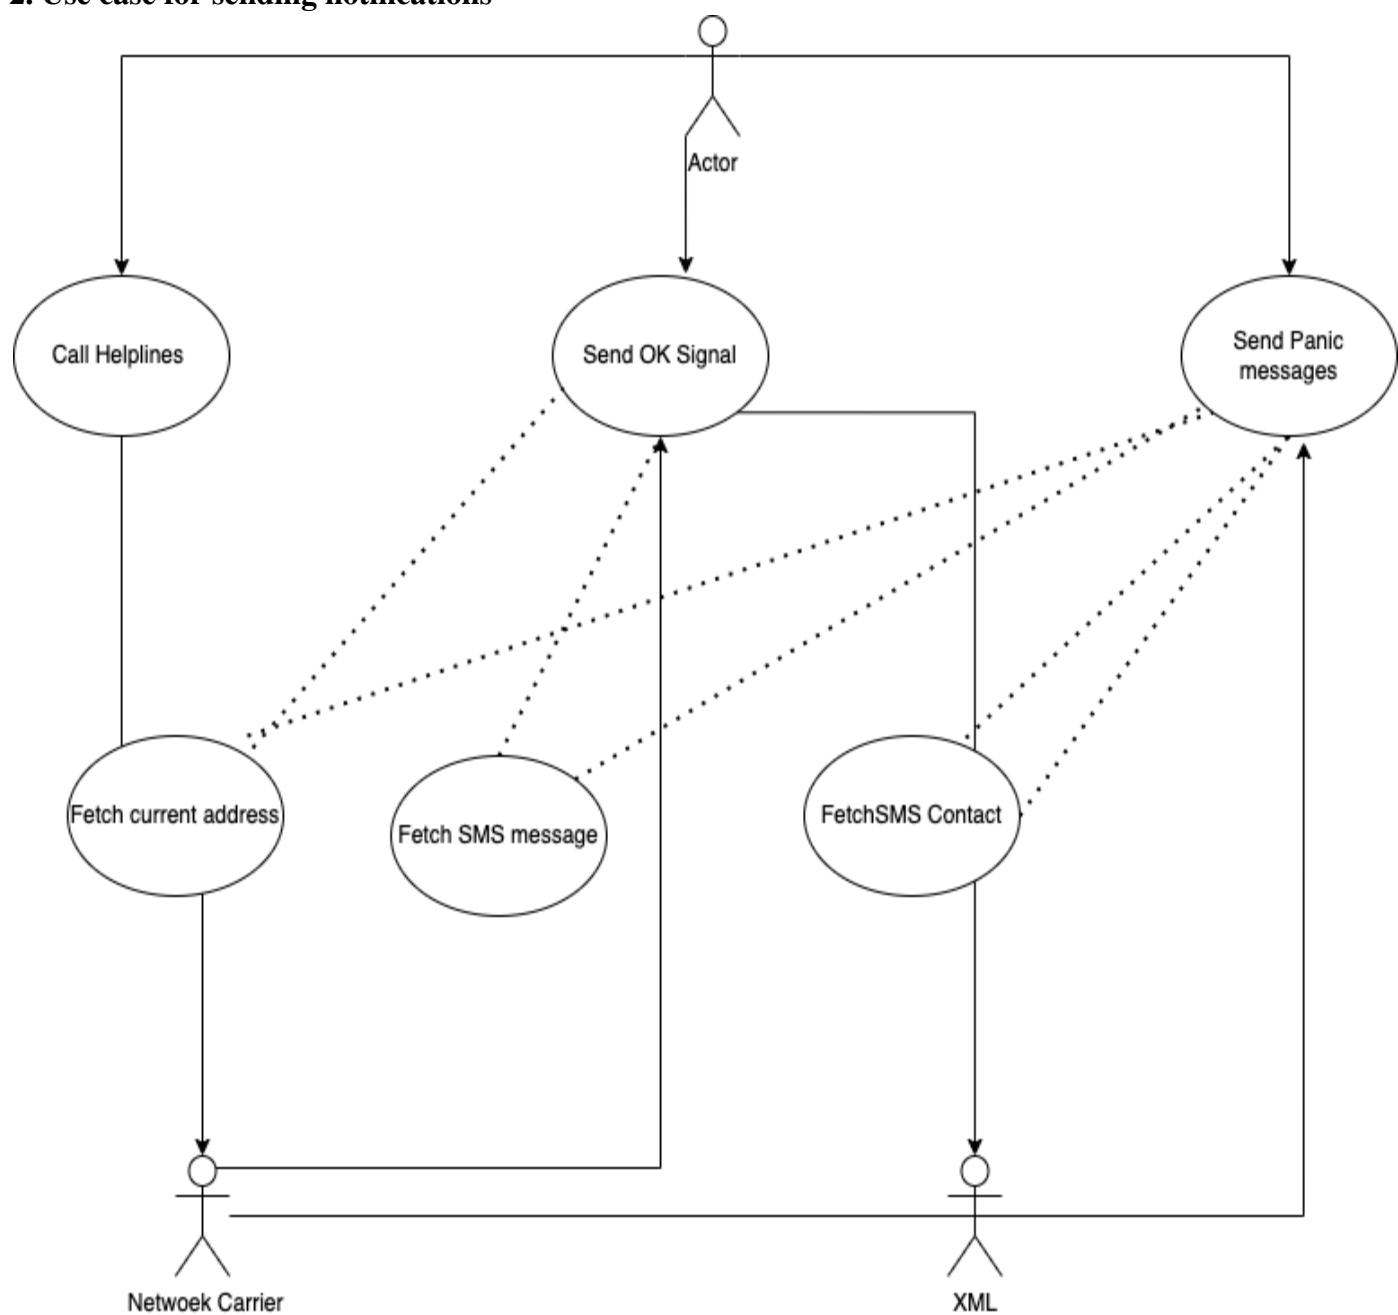 2. Use case for sending notifications
Actor
Call Helplines
Send OK Signal
Send Panic
messages
Fetch current address
Fetch SMS message
FetchSMS Contact
Netwoek Carrier
XML